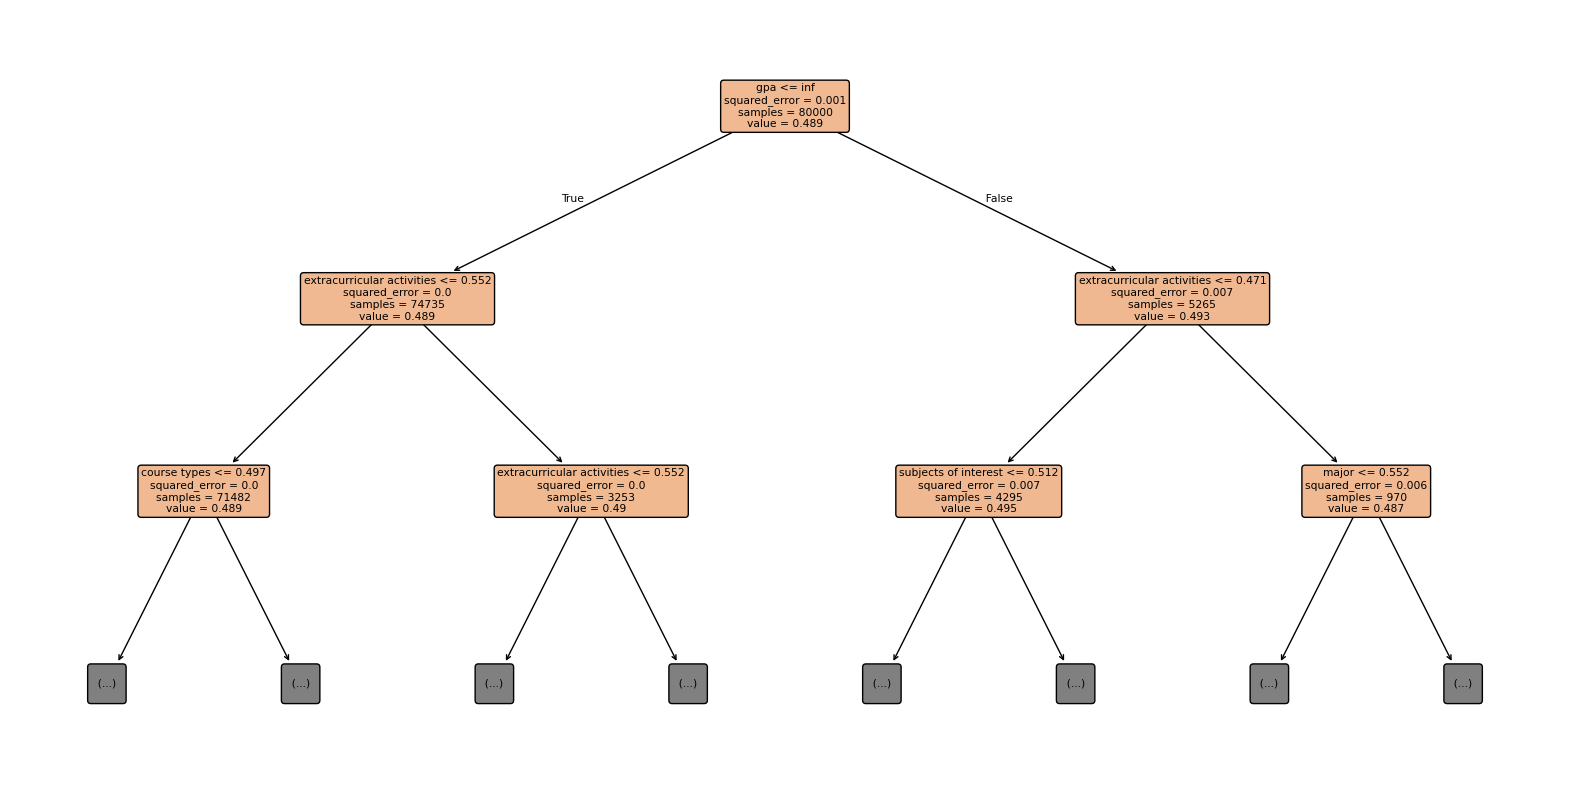 gpa <= inf
squared_error = 0.001
samples = 80000
value = 0.489
True
False
extracurricular activities <= 0.552
squared_error = 0.0
samples = 74735
value = 0.489
extracurricular activities <= 0.471
squared_error = 0.007
samples = 5265
value = 0.493
course types <= 0.497
squared_error = 0.0
samples = 71482
value = 0.489
extracurricular activities <= 0.552
squared_error = 0.0
samples = 3253
value = 0.49
subjects of interest <= 0.512
squared_error = 0.007
samples = 4295
value = 0.495
major <= 0.552
squared_error = 0.006
samples = 970
value = 0.487
(...)
(...)
(...)
(...)
(...)
(...)
(...)
(...)